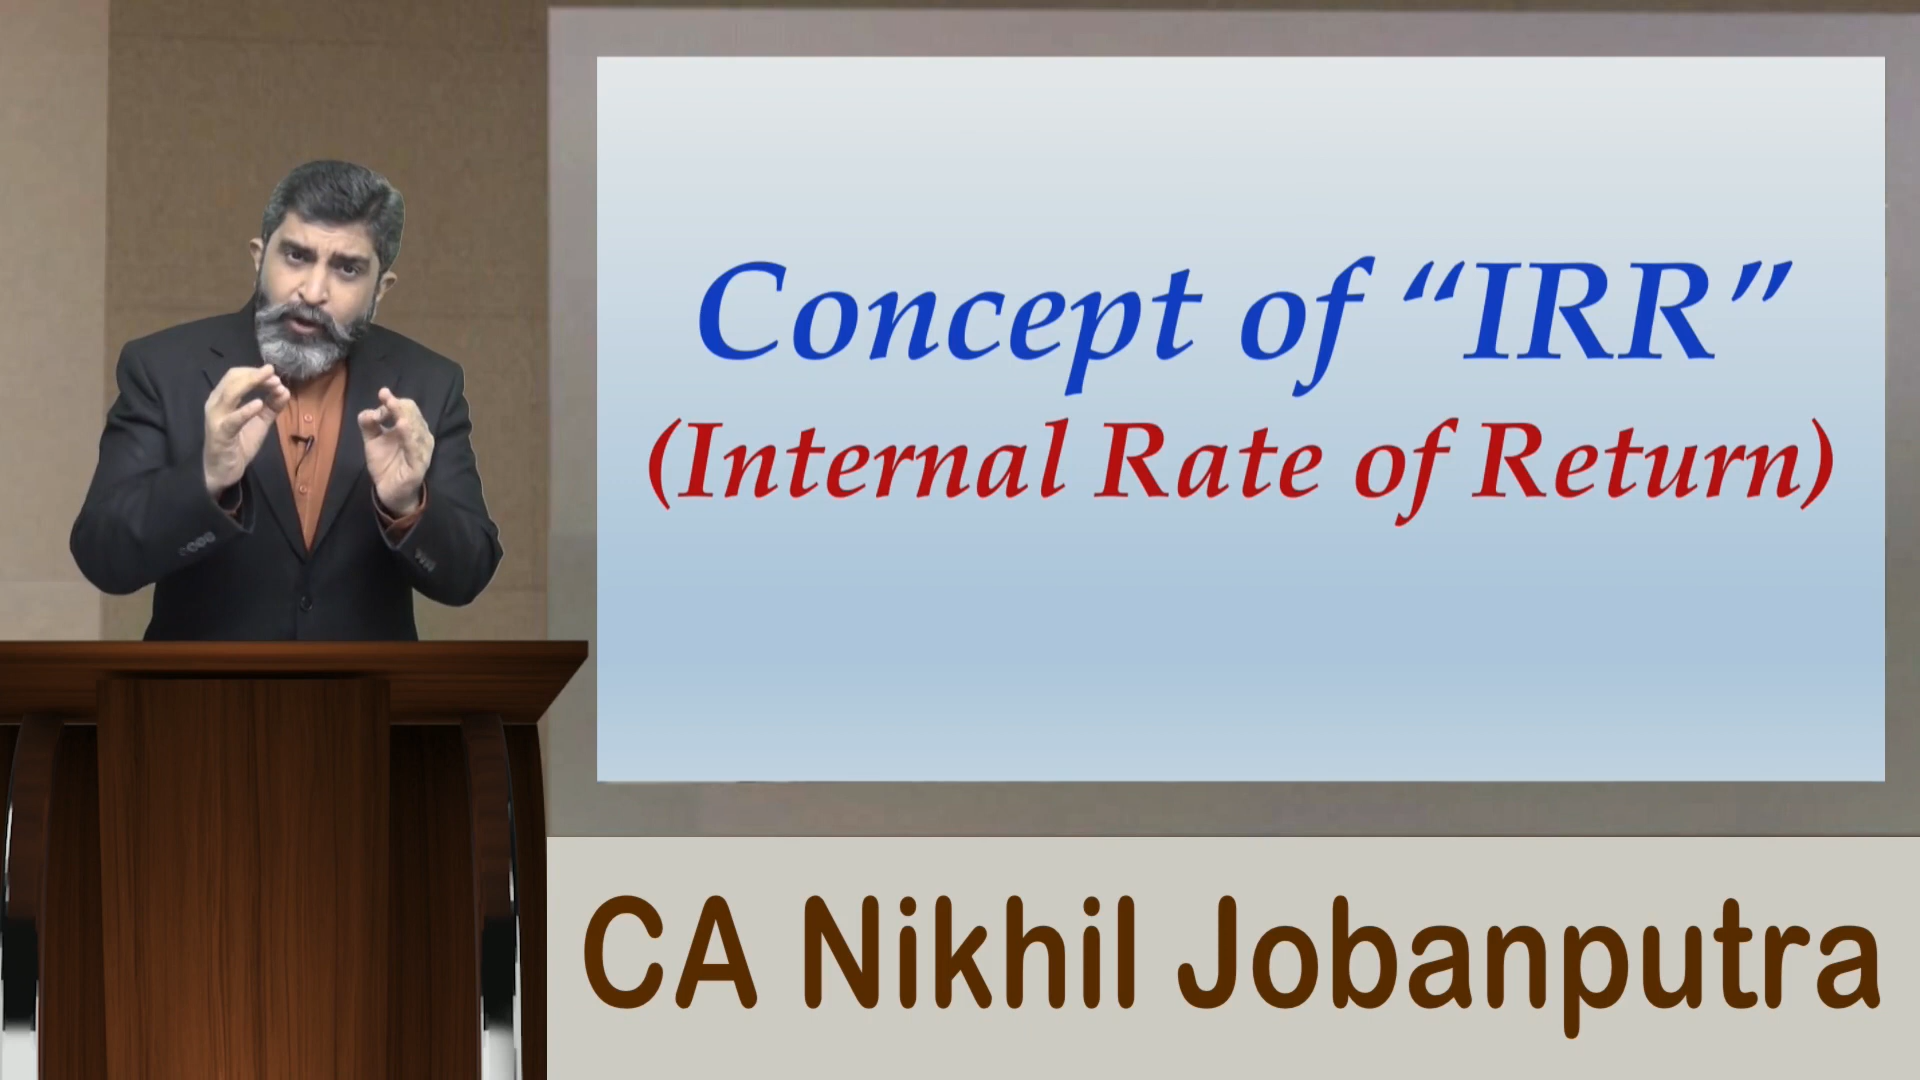 Concept of “IRR”
(Internal Rate of Return)
CA Nikhil Jobanputra